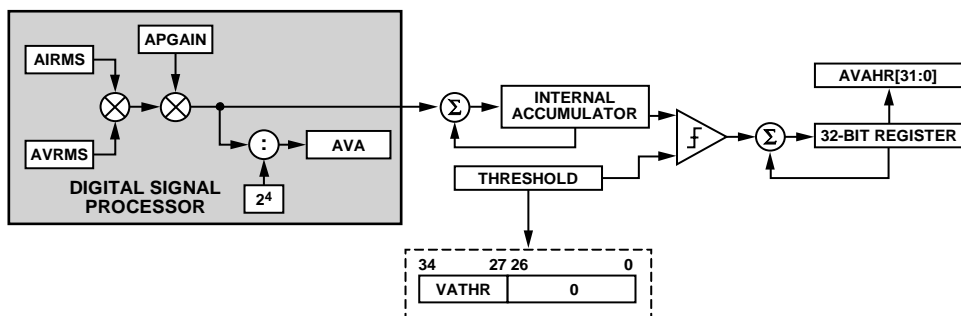 APGAIN
AIRMS
AVRMS
:
AVA
2⁴
DIGITAL SIGNAL
PROCESSOR
Σ
INTERNAL
ACCUMULATOR
THRESHOLD
34 27 26 0
VATHR 0
Σ
AVAHR[31:0]
32-BIT REGISTER